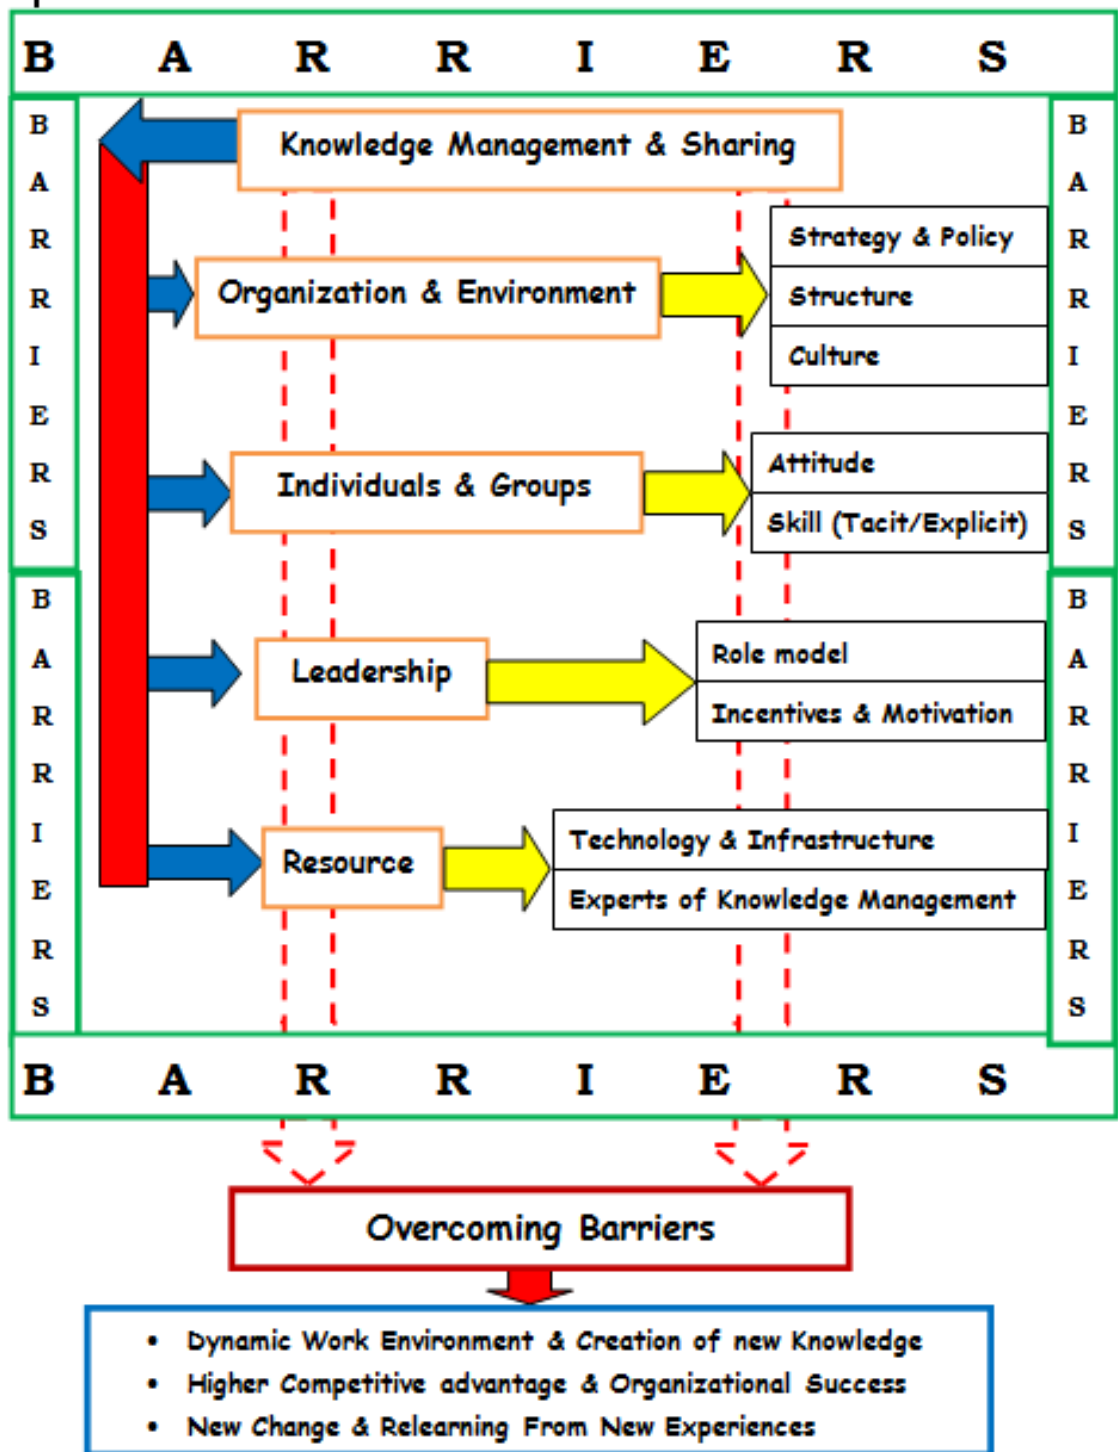 B A R R I E R S
B
A
R
R
I
E
R
S
B
A
R
R
I
E
R
S
Knowledge Management & Sharing
Organization & Environment
Strategy & Policy
Structure
Culture
Individuals & Groups
Attitude
Skill (Tacit/Explicit)
Leadership
Role model
Incentives & Motivation
Resource
Technology & Infrastructure
Experts of Knowledge Management
B
A
R
R
I
E
R
S
B
A
R
R
I
E
R
S
B A R R I E R S
Overcoming Barriers
• Dynamic Work Environment & Creation of new Knowledge
• Higher Competitive advantage & Organizational Success
• New Change & Relearning From New Experiences